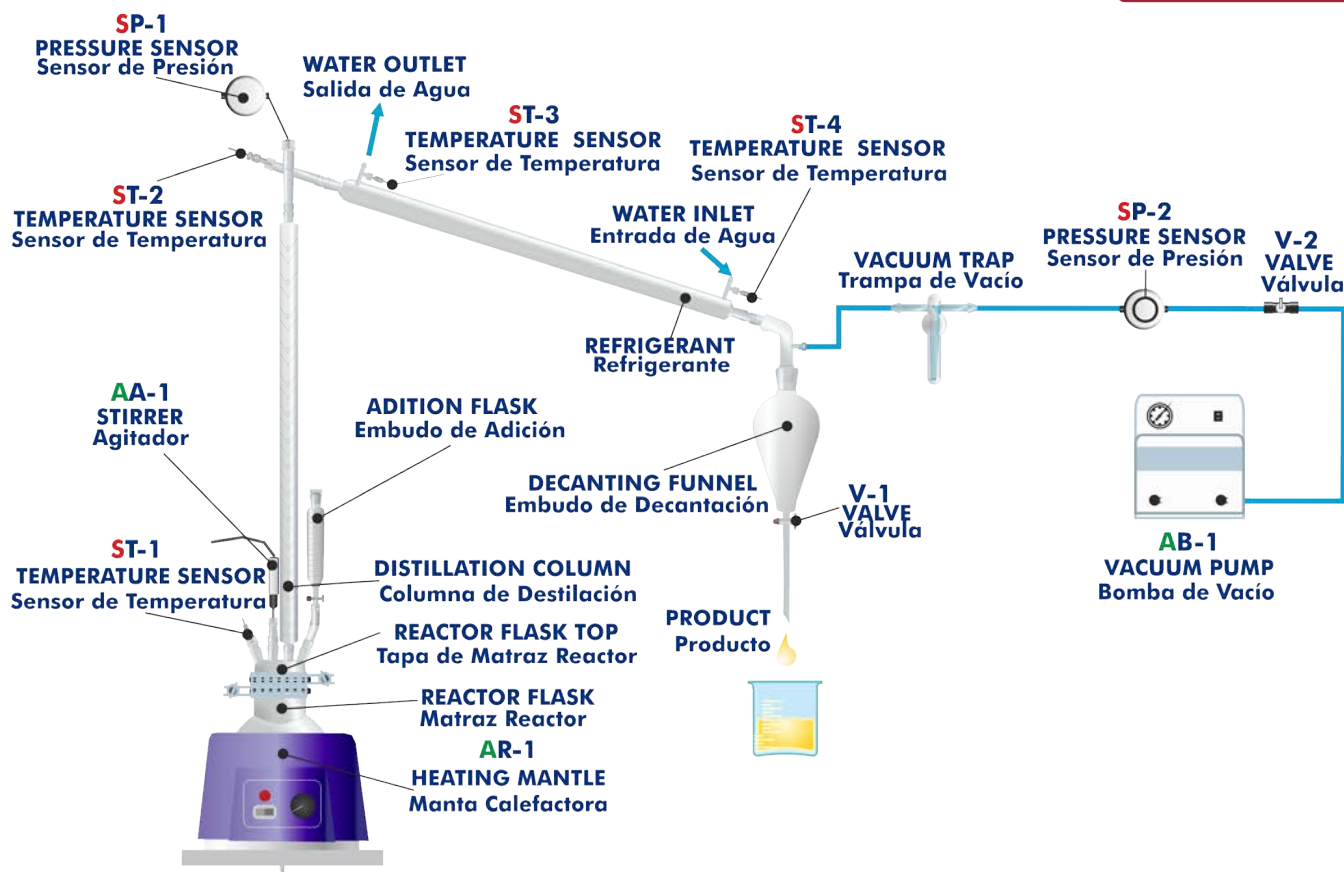 SP-1
PRESSURE SENSOR
Sensor de Presión
WATER OUTLET
Salida de Agua
ST-3
TEMPERATURE SENSOR
Sensor de Temperatura
ST-4
TEMPERATURE SENSOR
Sensor de Temperatura
ST-2
TEMPERATURE SENSOR
Sensor de Temperatura
WATER INLET
Entrada de Agua
SP-2
PRESSURE SENSOR
Sensor de Presión
V-2
VALVE
Válvula
VACUUM TRAP
Trampa de Vacío
REFRIGERANT
Refrigerante
AA-1
STIRRER
Agitador
ADITION FLASK
Embudo de Adición
DECANTING FUNNEL
Embudo de Decantación
V-1
VALVE
Válvula
AB-1
VACUUM PUMP
Bomba de Vacío
ST-1
TEMPERATURE SENSOR
Sensor de Temperatura
DISTILLATION COLUMN
Columna de Destilación
PRODUCT
Producto
REACTOR FLASK TOP
Tapa de Matraz Reactor
REACTOR FLASK
Matraz Reactor
AR-1
HEATING MANTLE
Manta Calefactora